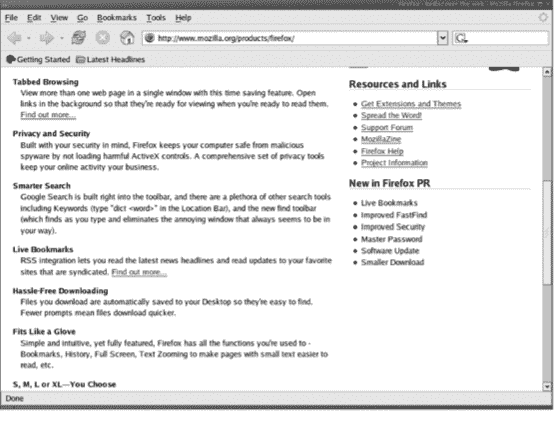 File Edit View Go Bookmarks Tools Help
http://www.mozilla.org/products/firefox/
Getting Started Latest Headlines
Tabbed Browsing
View more than one web page in a single window with this time saving feature. Open
links in the background so that they're ready for viewing when you're ready to read them.
Find out more...
Privacy and Security
Built with your security in mind, Firefox keeps your computer safe from malicious
spyware by not loading harmful ActiveX controls. A comprehensive set of privacy tools
keep your online activity your business.
Smarter Search
Google Search is built right into the toolbar, and there are a plethora of other search tools
including Keywords (type "dict <word>" in the Location Bar), and the new find toolbar
(which finds as you type and eliminates the annoying window that always seems to be in
your way).
Live Bookmarks
RSS integration lets you read the latest news headlines and read updates to your favorite
sites that are syndicated. Find out more...
Hassle-Free Downloading
Files you download are automatically saved to your Desktop so they're easy to find.
Fewer prompts mean files download quicker.
Fits Like a Glove
Simple and intuitive, yet fully featured, Firefox has all the functions you're used to -
Bookmarks, History, Full Screen, Text Zooming to make pages with small text easier to
read, etc.
S, M, L or XL—You Choose
Resources and Links
Get Extensions and Themes
Spread the Word!
Support Forum
MozillaZine
Firefox Help
Project Information
New in Firefox PR
Live Bookmarks
Improved FastFind
Improved Security
Master Password
Software Update
Smaller Download
Done